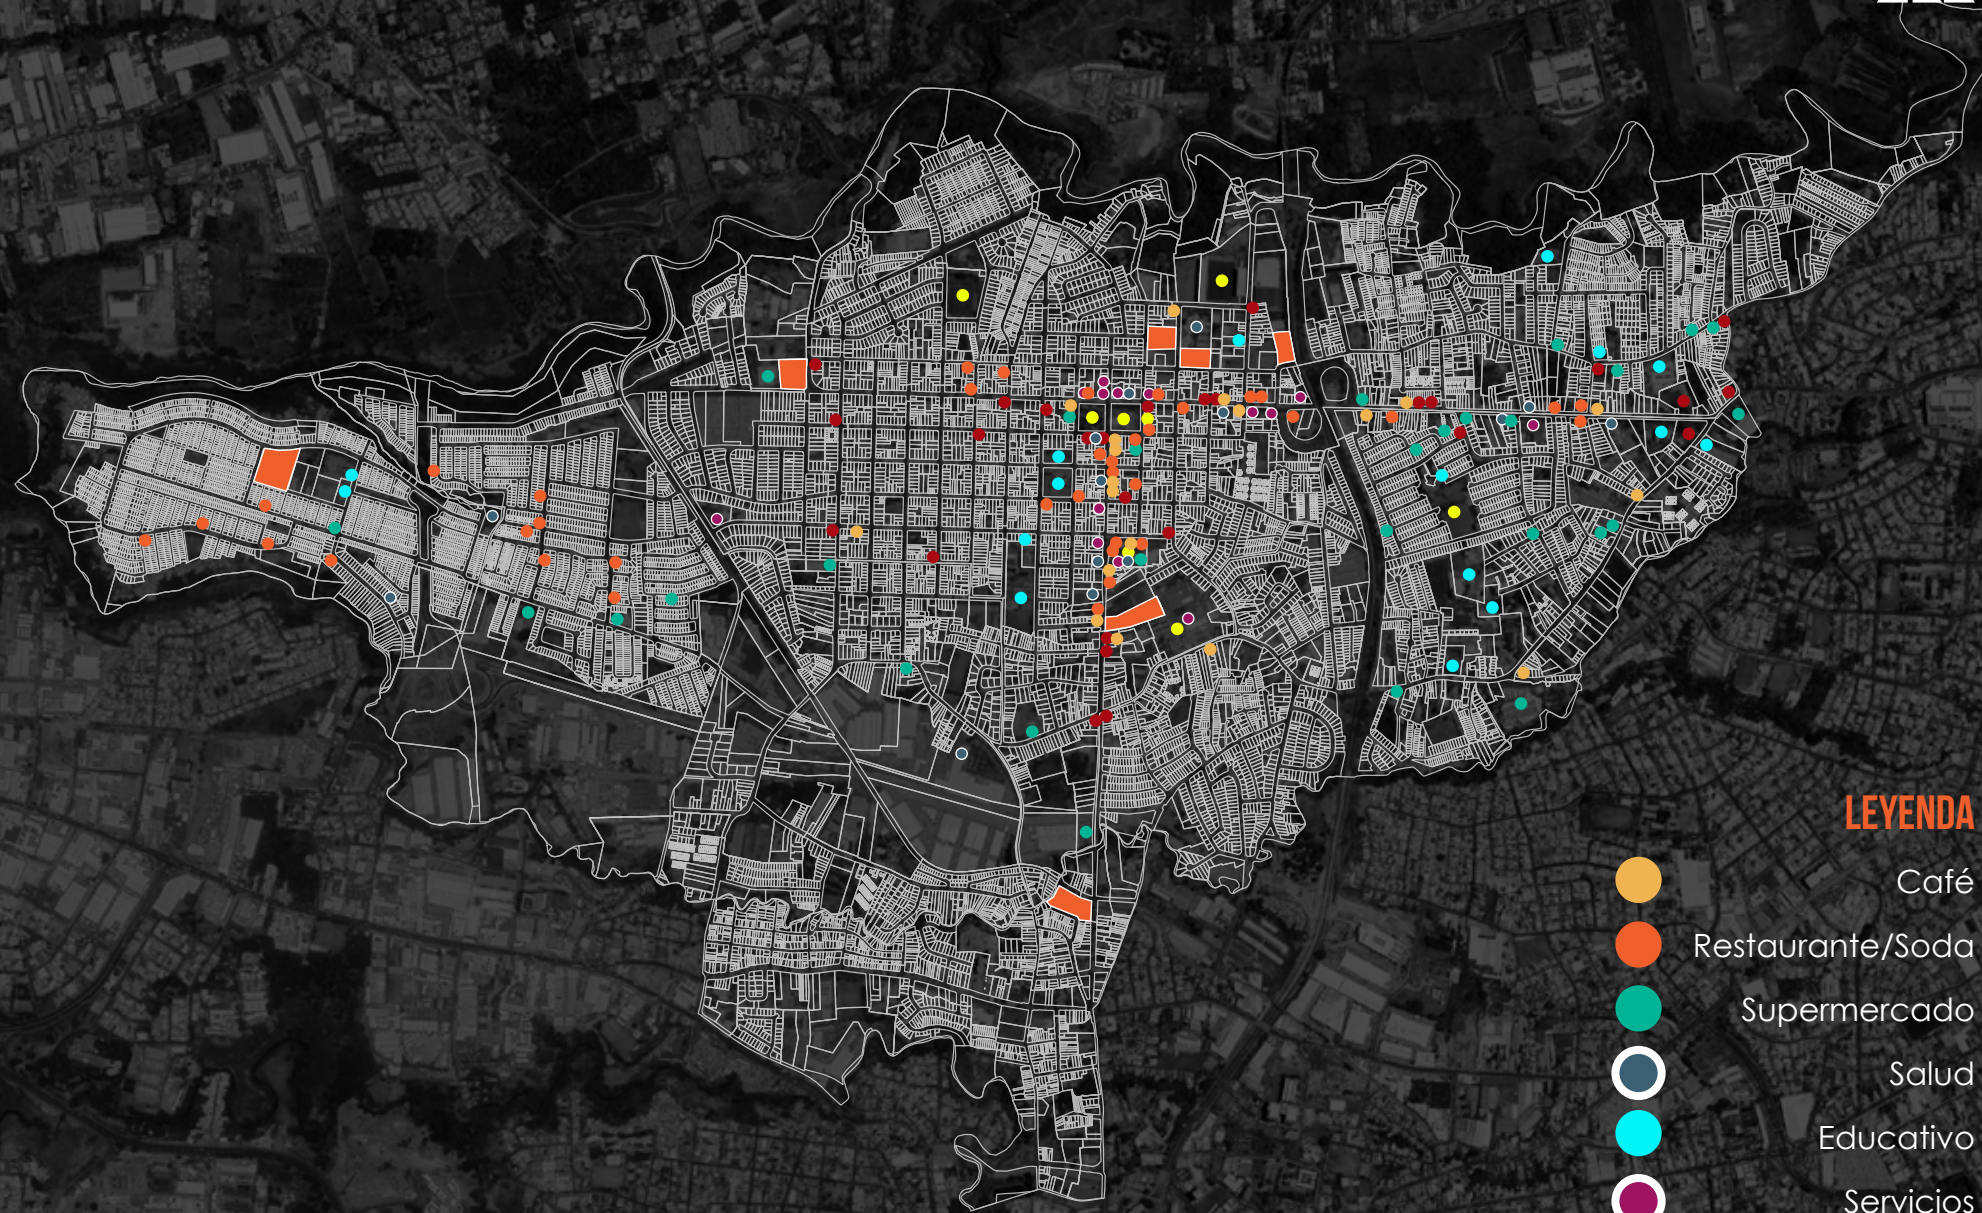 LEYENDA
Café
Restaurante/Soda
Supermercado
Salud
Educativo
Servicios